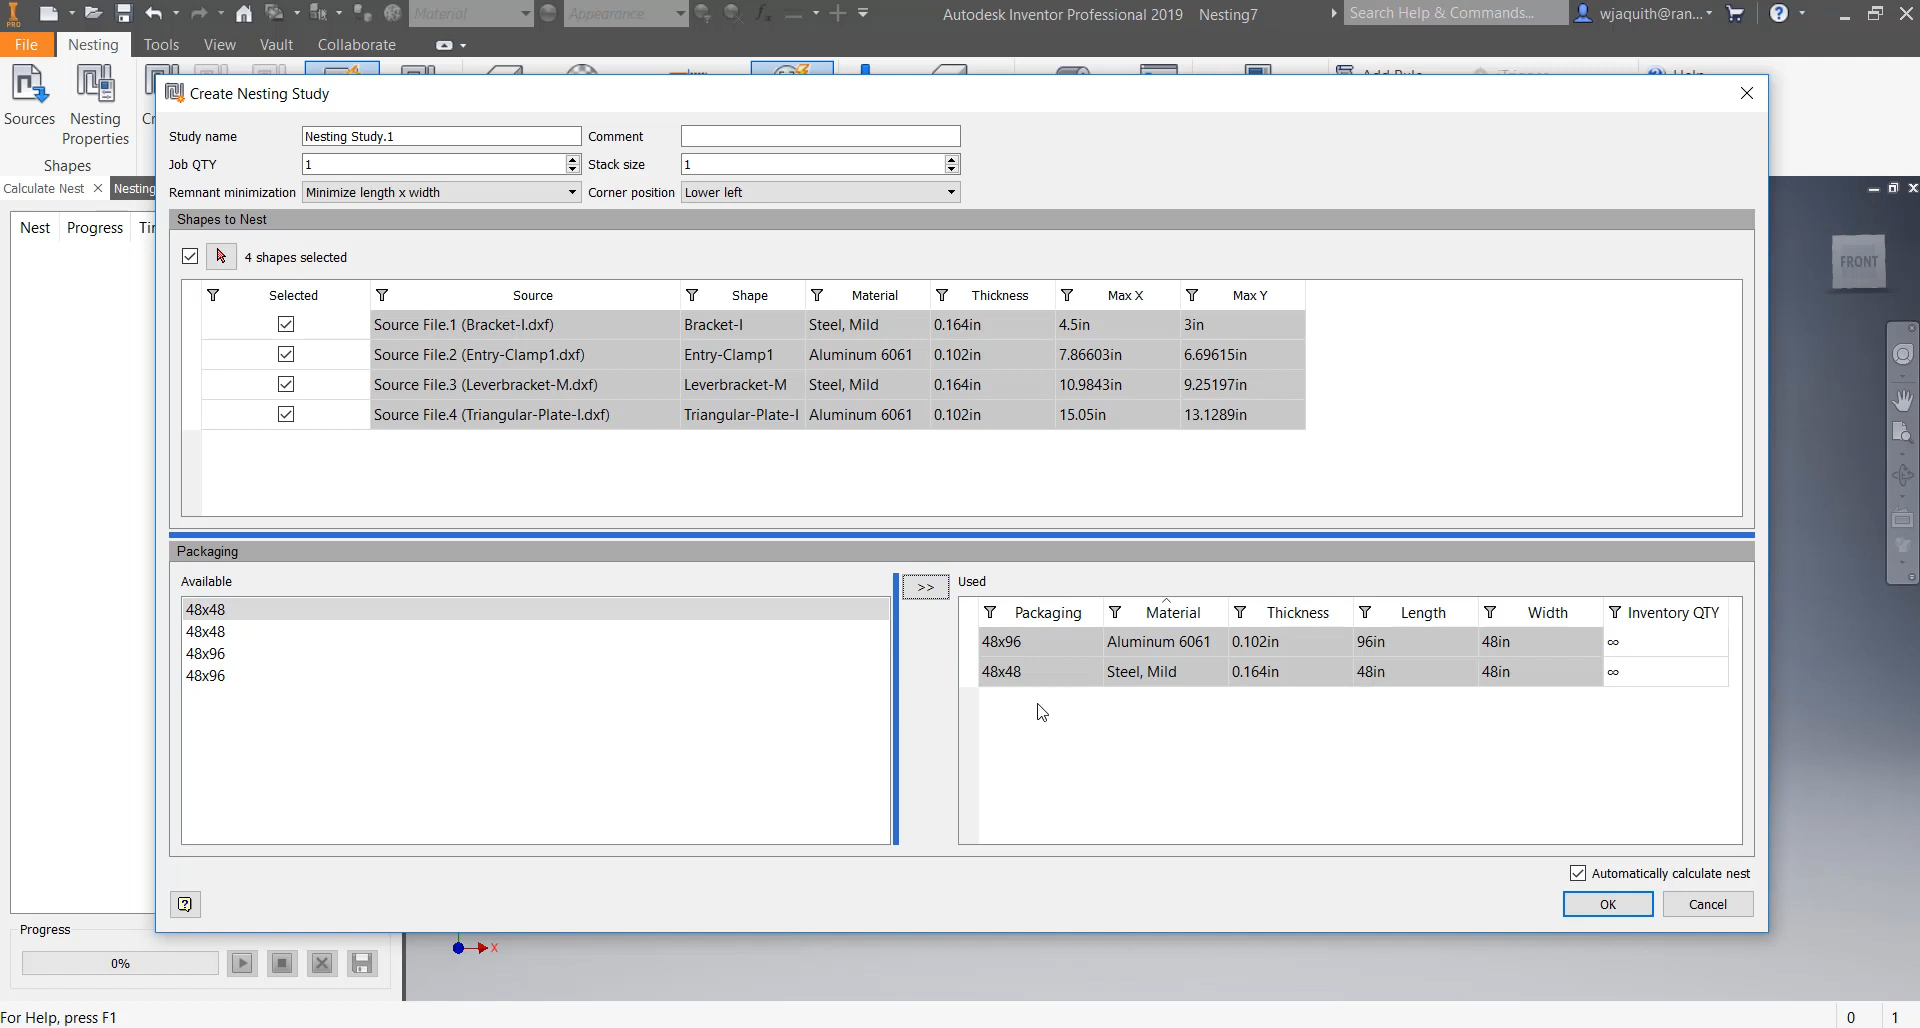 PRO
Material
Appearance
Autodesk Inventor Professional 2019 Nesting7
Search Help & Commands...
wjaquith@ran...
File Nesting Tools View Vault Collaborate
Create Nesting Study
Sources
Nesting
Properties
Shapes
Calculate Nest
Nesting
Nest Progress
Study name Nesting Study.1 Comment
Job QTY 1 Stack size 1
Remnant minimization Minimize length x width Corner position Lower left
Shapes to Nest
4 shapes selected
Selected Source Shape Material Thickness Max X Max Y
Source File.1 (Bracket-I.dxf) Bracket-I Steel, Mild 0.164in 4.5in 3in
Source File.2 (Entry-Clamp1.dxf) Entry-Clamp1 Aluminum 6061 0.102in 7.86603in 6.69615in
Source File.3 (Leverbracket-M.dxf) Leverbracket-M Steel, Mild 0.164in 10.9843in 9.25197in
Source File.4 (Triangular-Plate-I.dxf) Triangular-Plate-I Aluminum 6061 0.102in 15.05in 13.1289in
Packaging
Available
48x48
48x48
48x96
48x96
>>
Used
Packaging Material Thickness Length Width Inventory QTY
48x96 Aluminum 6061 0.102in 96in 48in ∞
48x48 Steel, Mild 0.164in 48in 48in ∞
Automatically calculate nest
OK Cancel
FRONT
Progress
0%
X
For Help, press F1
0 1